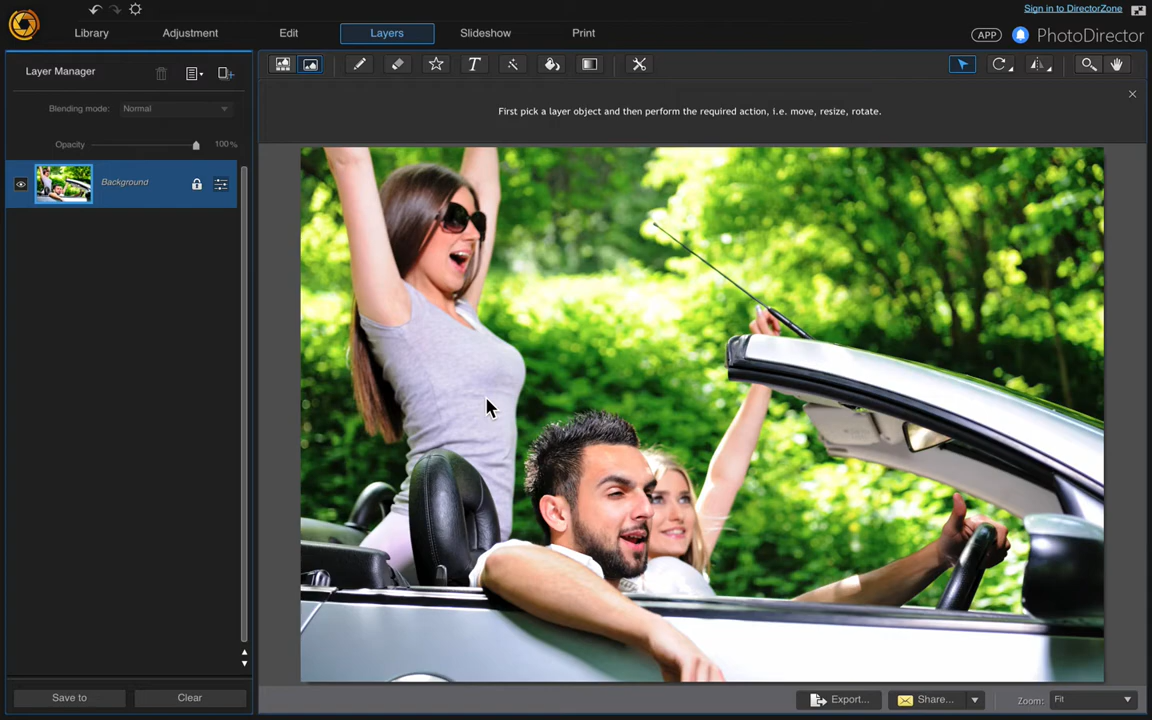 Sign in to DirectorZone
Library
Adjustment
Edit
Layers
Slideshow
Print
APP
PhotoDirector
Layer Manager
T
Blending mode: Normal
Opacity 100 %
First pick a layer object and then perform the required action, i.e. move, resize, rotate.
Background
Save to
Clear
Export...
Share...
Zoom: Fit